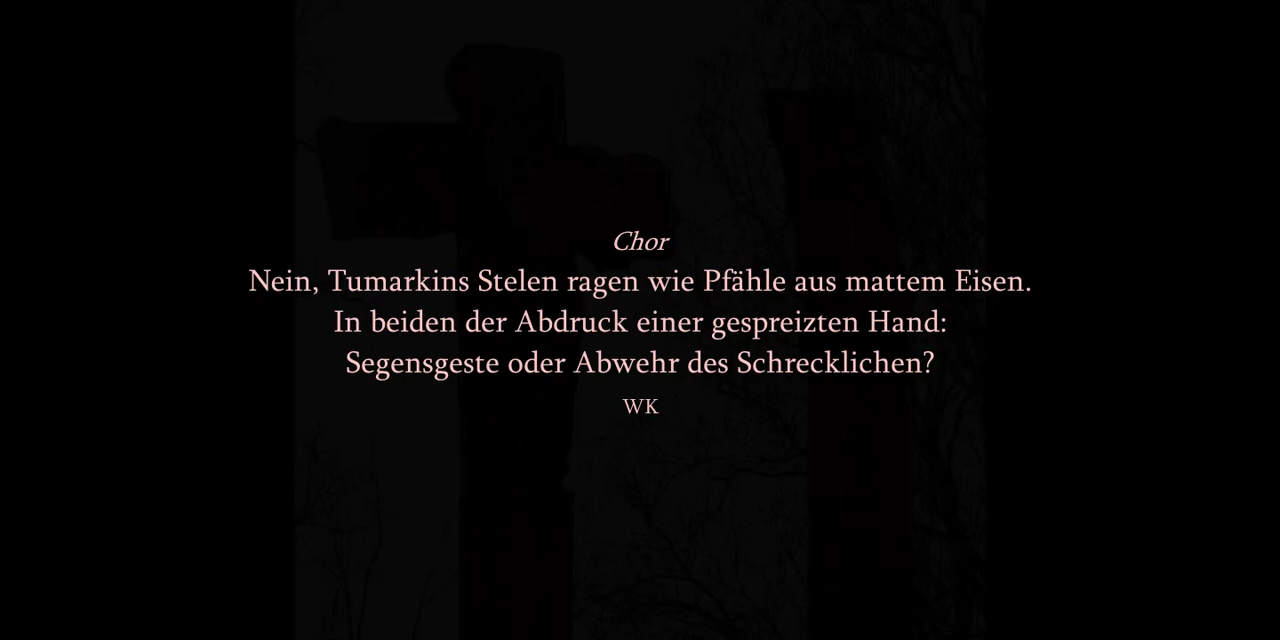 Chor
Nein, Tumarkins Stelen ragen wie Pfähle aus mattem Eisen.
In beiden der Abdruck einer gespreizten Hand:
Segensgeste oder Abwehr des Schrecklichen?
WK